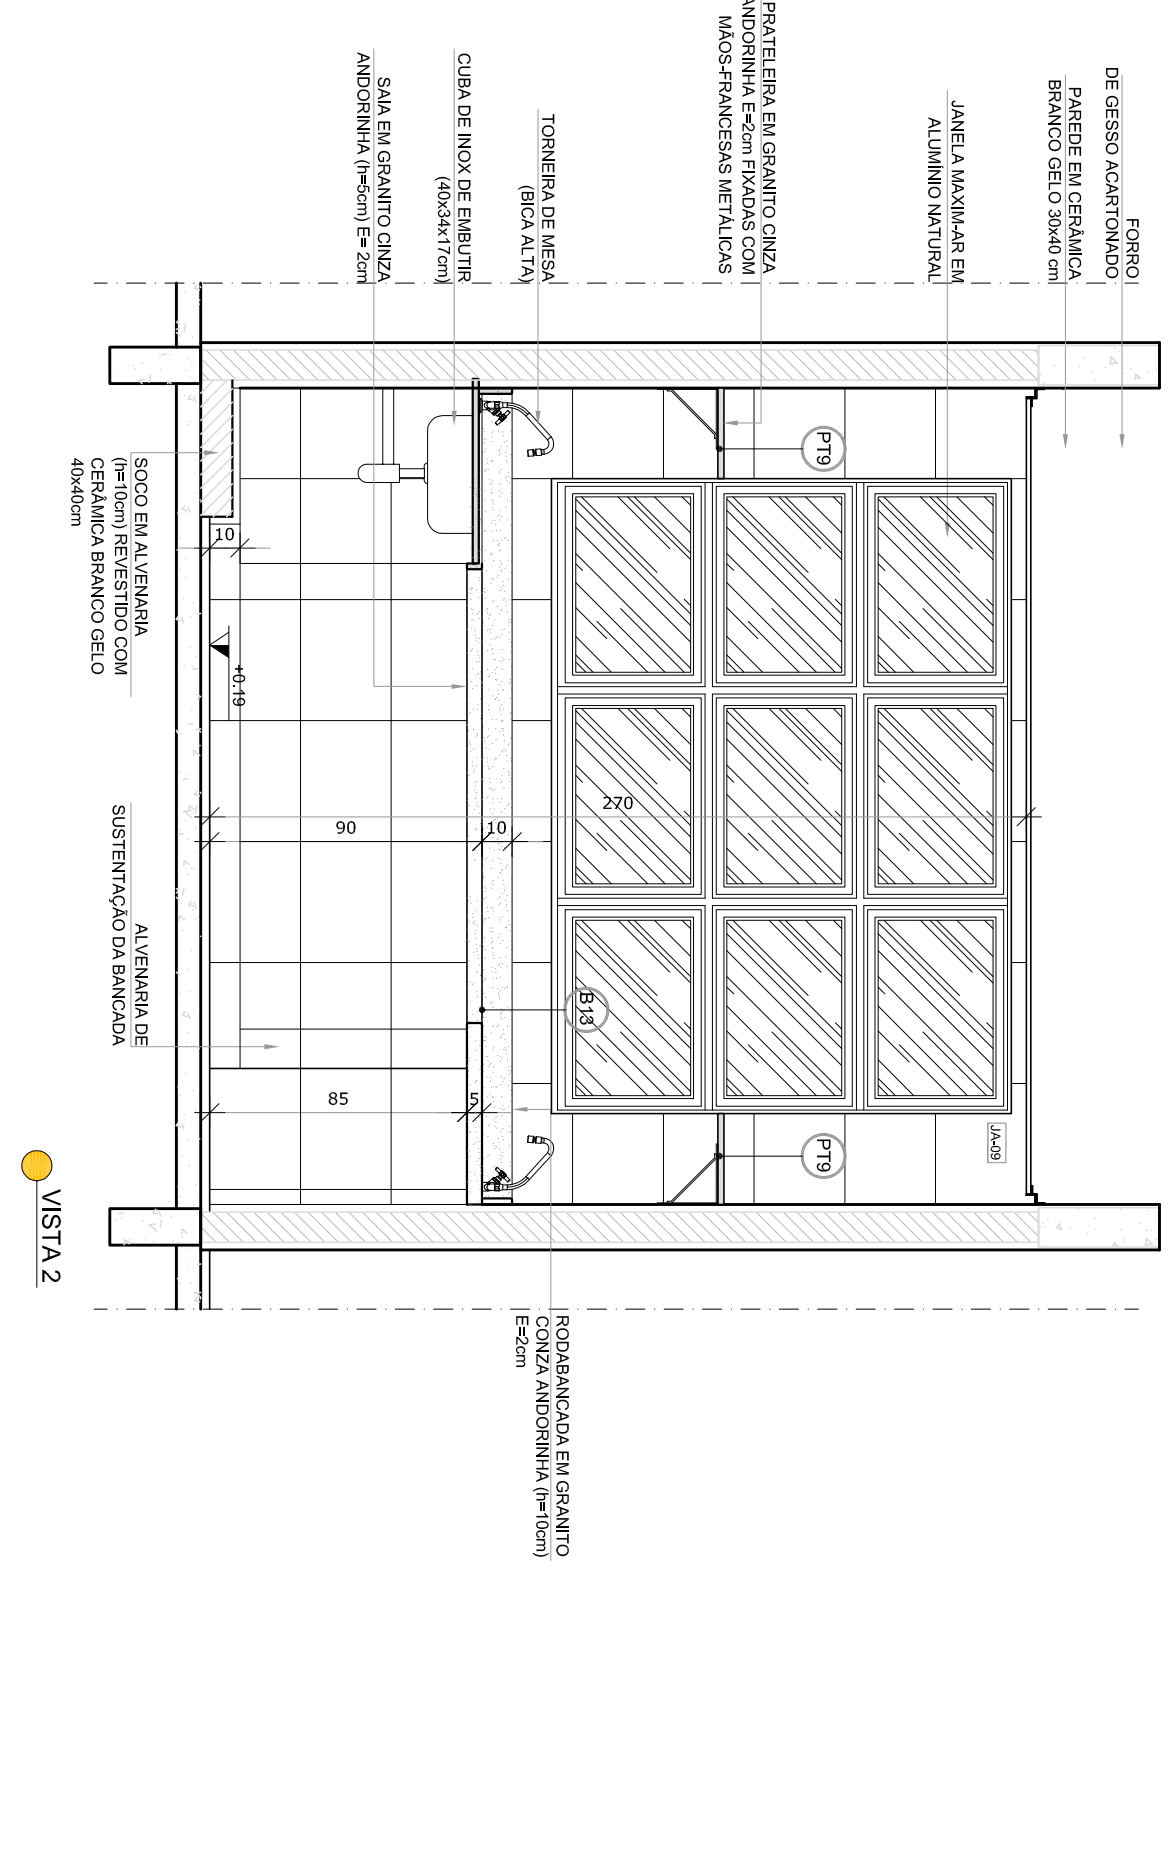 FORRO
DE GESSO ACARTONADO
PAREDE EM CERÂMICA
BRANCO GELO 30x40 cm
JANELA MAXIM-AR EM
ALUMÍNIO NATURAL
PRATELEIRA EM GRANITO CINZA
ANDORINHA E=2cm FIXADAS COM
MÃOS-FRANCESAS METÁLICAS
TORNEIRA DE MESA
(BICA ALTA)
CUBA DE INOX DE EMBUTIR
(40x34x17cm)
SAIA EM GRANITO CINZA
ANDORINHA (h=5cm) E= 2cm
PT9
PT9
JA-09
B13
270
90
10
85
5
10
+0.19
SOCO EM ALVENARIA
(h=10cm) REVESTIDO COM
CERÂMICA BRANCO GELO
40x40cm
ALVENARIA DE
SUSTENTAÇÃO DA BANCADA
RODABANCADA EM GRANITO
CONZA ANDORINHA (h=10cm)
E=2cm
VISTA 2